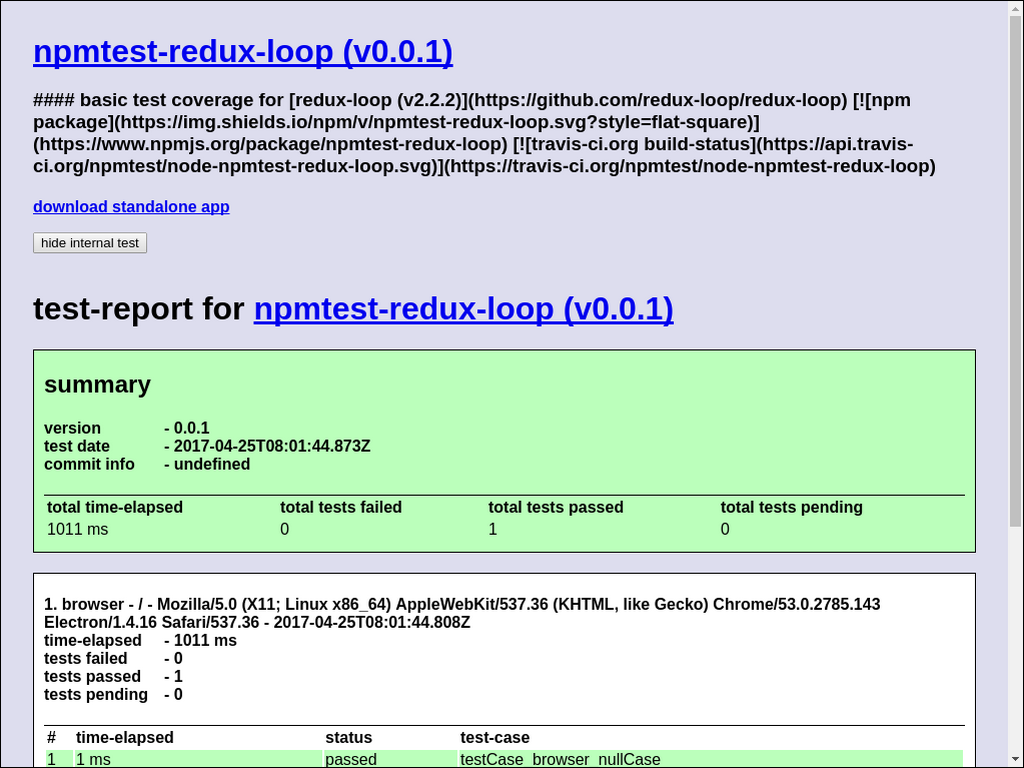 npmtest-redux-loop (v0.0.1)
#### basic test coverage for [redux-loop (v2.2.2)](https://github.com/redux-loop/redux-loop) [![npm
package](https://img.shields.io/npm/v/npmtest-redux-loop.svg?style=flat-square)]
(https://www.npmjs.org/package/npmtest-redux-loop) [![travis-ci.org build-status](https://api.travis-
ci.org/npmtest/node-npmtest-redux-loop.svg)](https://travis-ci.org/npmtest/node-npmtest-redux-loop)
download standalone app
hide internal test
test-report for npmtest-redux-loop (v0.0.1)
summary
version - 0.0.1
test date - 2017-04-25T08:01:44.873Z
commit info - undefined
total time-elapsed total tests failed total tests passed total tests pending
1011 ms 0 1 0
1. browser - / - Mozilla/5.0 (X11; Linux x86_64) AppleWebKit/537.36 (KHTML, like Gecko) Chrome/53.0.2785.143
Electron/1.4.16 Safari/537.36 - 2017-04-25T08:01:44.808Z
time-elapsed - 1011 ms
tests failed - 0
tests passed - 1
tests pending - 0
# time-elapsed status test-case
1 1 ms passed testCase_browser_nullCase